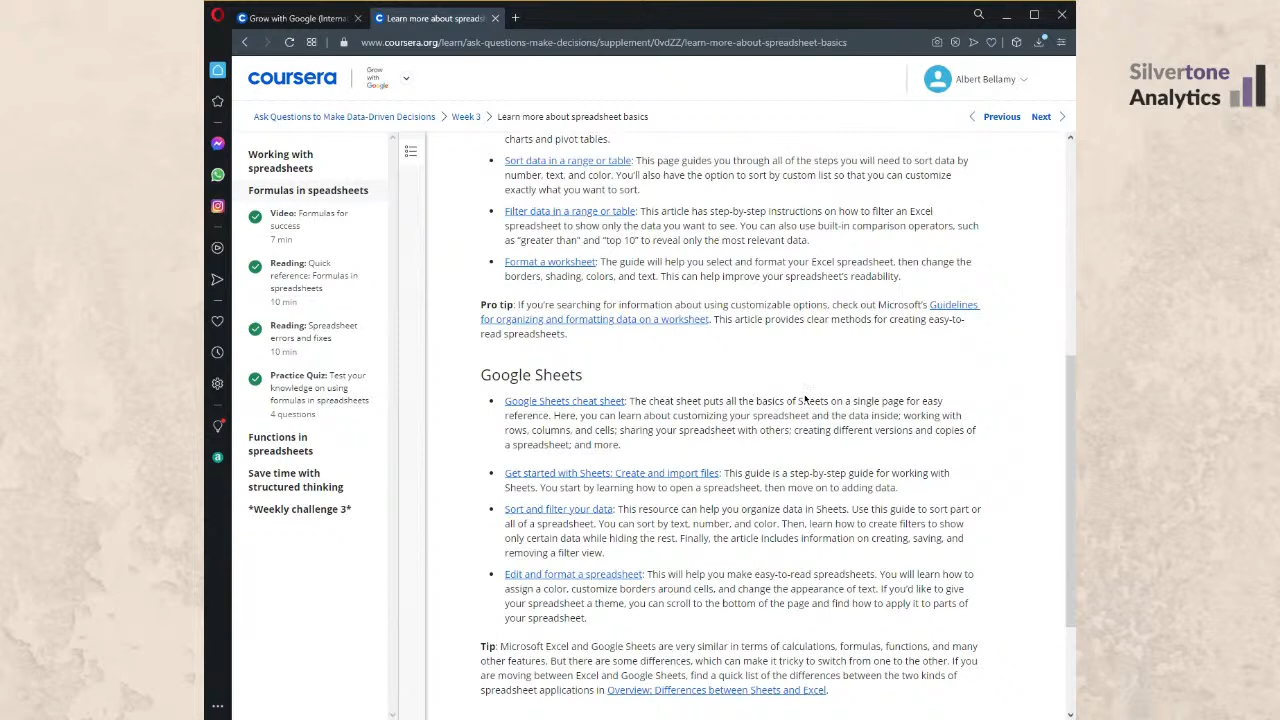 Grow with Google (Interna
Learn more about spreads
www.coursera.org/learn/ask-questions-make-decisions/supplement/0vdZZ/learn-more-about-spreadsheet-basics
Silvertone
Analytics
coursera
Grow
with
Google
Albert Bellamy
Ask Questions to Make Data-Driven Decisions
Week 3
Learn more about spreadsheet basics
Previous
Next
Working with
spreadsheets
Formulas in speadsheets
Video: Formulas for
success
7 min
Reading: Quick
reference: Formulas in
spreadsheets
10 min
Reading: Spreadsheet
errors and fixes
10 min
Practice Quiz: Test your
knowledge on using
formulas in spreadsheets
4 questions
Functions in
spreadsheets
Save time with
structured thinking
*Weekly challenge 3*
charts and pivot tables.
Sort data in a range or table: This page guides you through all of the steps you will need to sort data by
number, text, and color. You'll also have the option to sort by custom list so that you can customize
exactly what you want to sort.
Filter data in a range or table: This article has step-by-step instructions on how to filter an Excel
spreadsheet to show only the data you want to see. You can also use built-in comparison operators, such
as "greater than" and "top 10" to reveal only the most relevant data.
Format a worksheet: The guide will help you select and format your Excel spreadsheet, then change the
borders, shading, colors, and text. This can help improve your spreadsheet's readability.
Pro tip: If you're searching for information about using customizable options, check out Microsoft's Guidelines
for organizing and formatting data on a worksheet. This article provides clear methods for creating easy-to-
read spreadsheets.
Google Sheets
Google Sheets cheat sheet: The cheat sheet puts all the basics of Sheets on a single page for easy
reference. Here, you can learn about customizing your spreadsheet and the data inside; working with
rows, columns, and cells; sharing your spreadsheet with others; creating different versions and copies of
a spreadsheet; and more.
Get started with Sheets: Create and import files: This guide is a step-by-step guide for working with
Sheets. You start by learning how to open a spreadsheet, then move on to adding data.
Sort and filter your data: This resource can help you organize data in Sheets. Use this guide to sort part or
all of a spreadsheet. You can sort by text, number, and color. Then, learn how to create filters to show
only certain data while hiding the rest. Finally, the article includes information on creating, saving, and
removing a filter view.
Edit and format a spreadsheet: This will help you make easy-to-read spreadsheets. You will learn how to
assign a color, customize borders around cells, and change the appearance of text. If you'd like to give
your spreadsheet a theme, you can scroll to the bottom of the page and find how to apply it to parts of
your spreadsheet.
Tip: Microsoft Excel and Google Sheets are very similar in terms of calculations, formulas, functions, and many
other features. But there are some differences, which can make it tricky to switch from one to the other. If you
are moving between Excel and Google Sheets, find a quick list of the differences between the two kinds of
spreadsheet applications in Overview: Differences between Sheets and Excel.